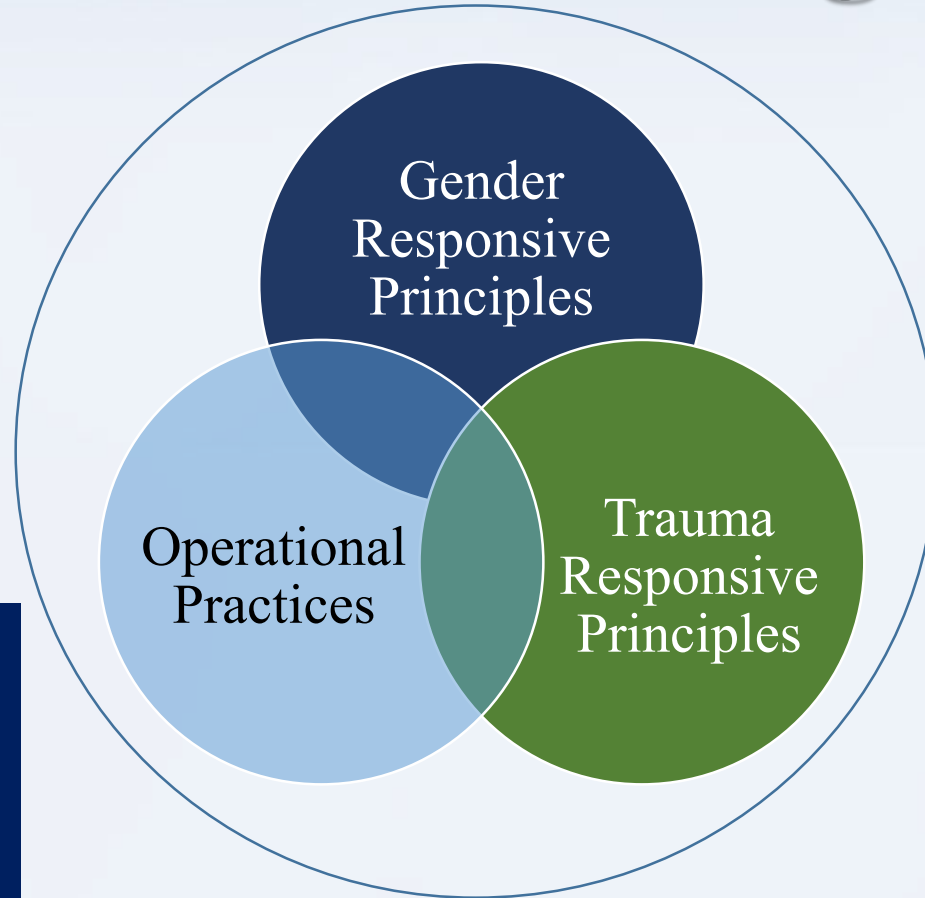 Gender
Responsive
Principles
Operational
Practices
Trauma
Responsive
Principles